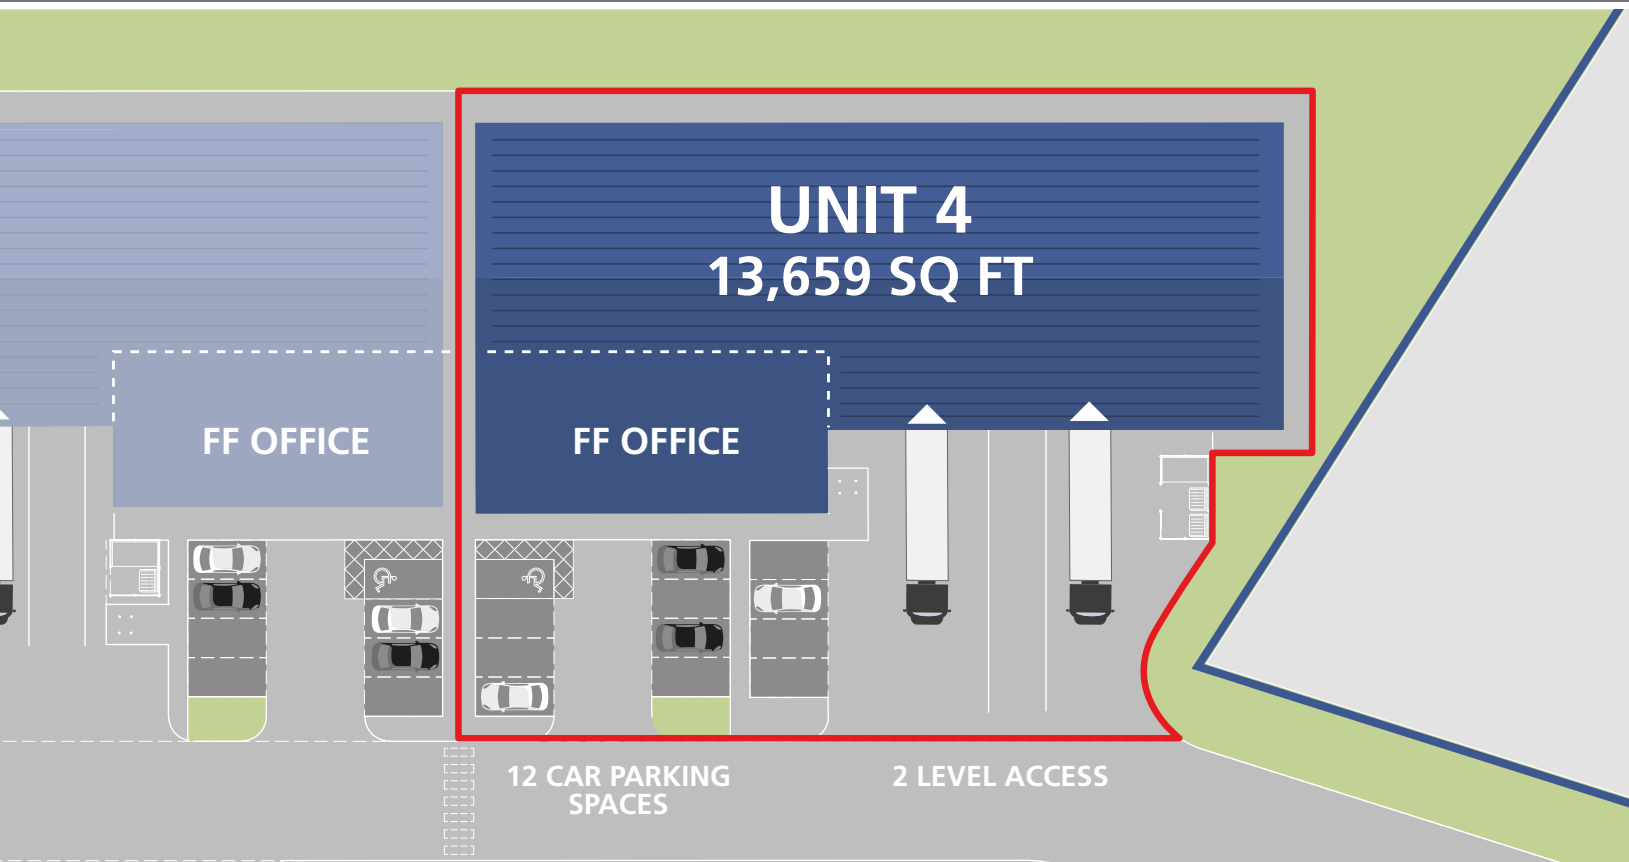 UNIT 4
13,659 SQ FT
FF OFFICE
FF OFFICE
12 CAR PARKING
SPACES
2 LEVEL ACCESS